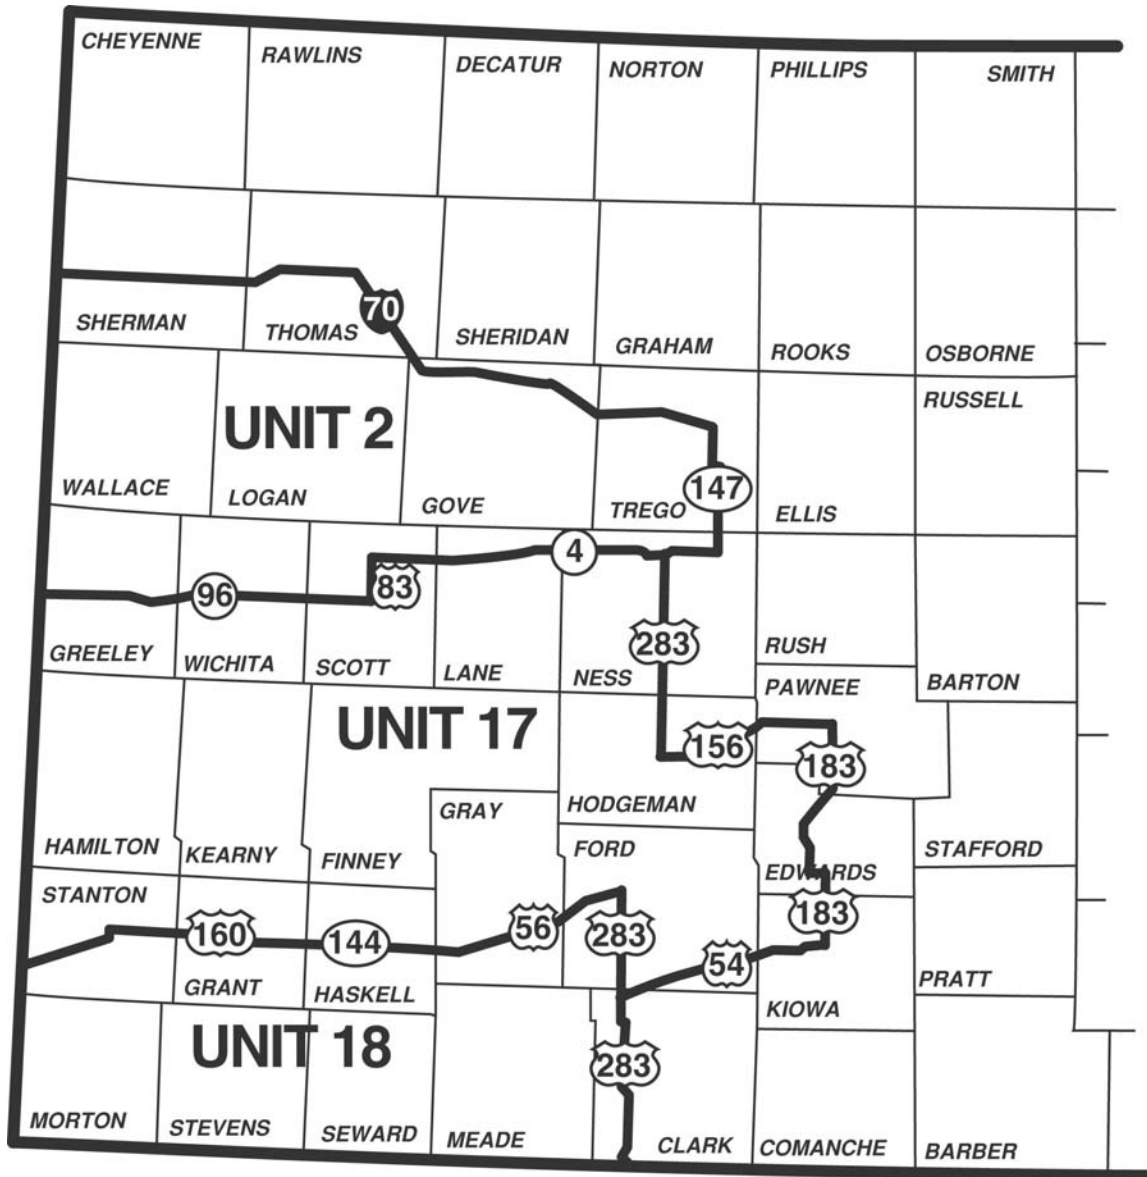 CHEYENNE
RAWLINS
DECATUR
NORTON
PHILLIPS
SMITH
70
SHERMAN
THOMAS
SHERIDAN
GRAHAM
ROOKS
OSBORNE
RUSSELL
UNIT 2
WALLACE
LOGAN
GOVE
TREGO
147
ELLIS
4
96
83
283
GREELEY
WICHITA
SCOTT
LANE
NESS
RUSH
PAWNEE
BARTON
UNIT 17
156
183
GRAY
HODGEMAN
HAMILTON
KEARNY
FINNEY
FORD
EDWARDS
STAFFORD
STANTON
160
144
56
283
183
54
GRANT
HASKELL
PRATT
KIOWA
UNIT 18
283
MORTON
STEVENS
SEWARD
MEADE
CLARK
COMANCHE
BARBER